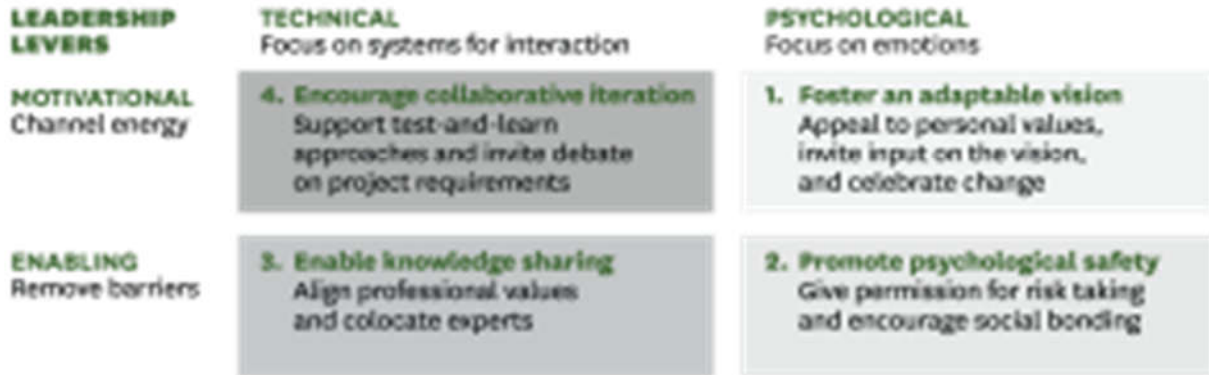 LEADERSHIP
LEVERS
TECHNICAL
Focus on systems for interaction
PSYCHOLOGICAL
Focus on emotions
MOTIVATIONAL
Channel energy
4. Encourage collaborative iteration
Support test-and-learn
approaches and invite debate
on project requirements
1. Foster an adaptable vision
Appeal to personal values,
invite input on the vision,
and celebrate change
ENABLING
Remove barriers
3. Enable knowledge sharing
Align professional values
and colocate experts
2. Promote psychological safety
Give permission for risk taking
and encourage social bonding